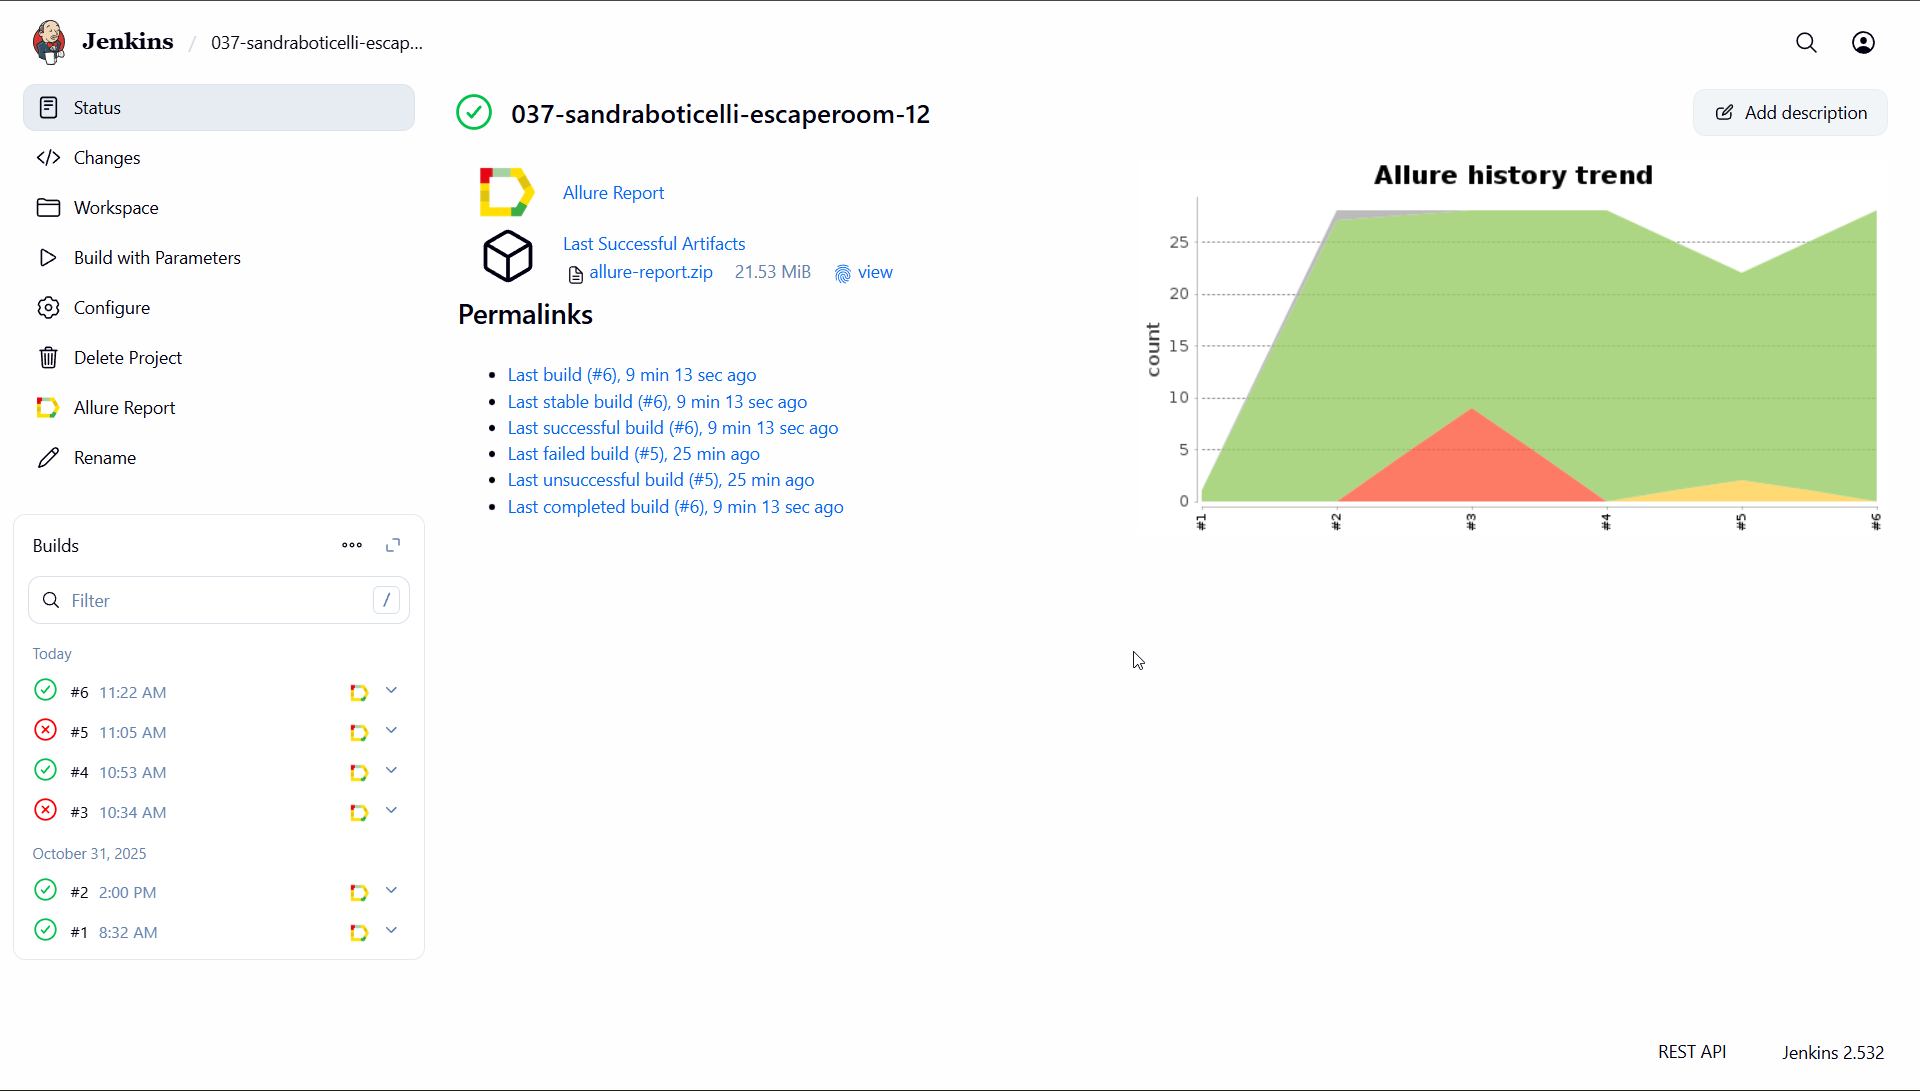 Jenkins / 037-sandraboticelli-escap...
Status
Changes
Workspace
Build with Parameters
Configure
Delete Project
Allure Report
Rename
Builds
Filter /
Today
#6 11:22 AM
#5 11:05 AM
#4 10:53 AM
#3 10:34 AM
October 31, 2025
#2 2:00 PM
#1 8:32 AM
037-sandraboticelli-escaperoom-12
Add description
Allure Report
Last Successful Artifacts
allure-report.zip 21.53 MiB view
Permalinks
Last build (#6), 9 min 13 sec ago
Last stable build (#6), 9 min 13 sec ago
Last successful build (#6), 9 min 13 sec ago
Last failed build (#5), 25 min ago
Last unsuccessful build (#5), 25 min ago
Last completed build (#6), 9 min 13 sec ago
Allure history trend
count
25
20
15
10
5
0
#1 #2 #3 #4 #5 #6
REST API Jenkins 2.532